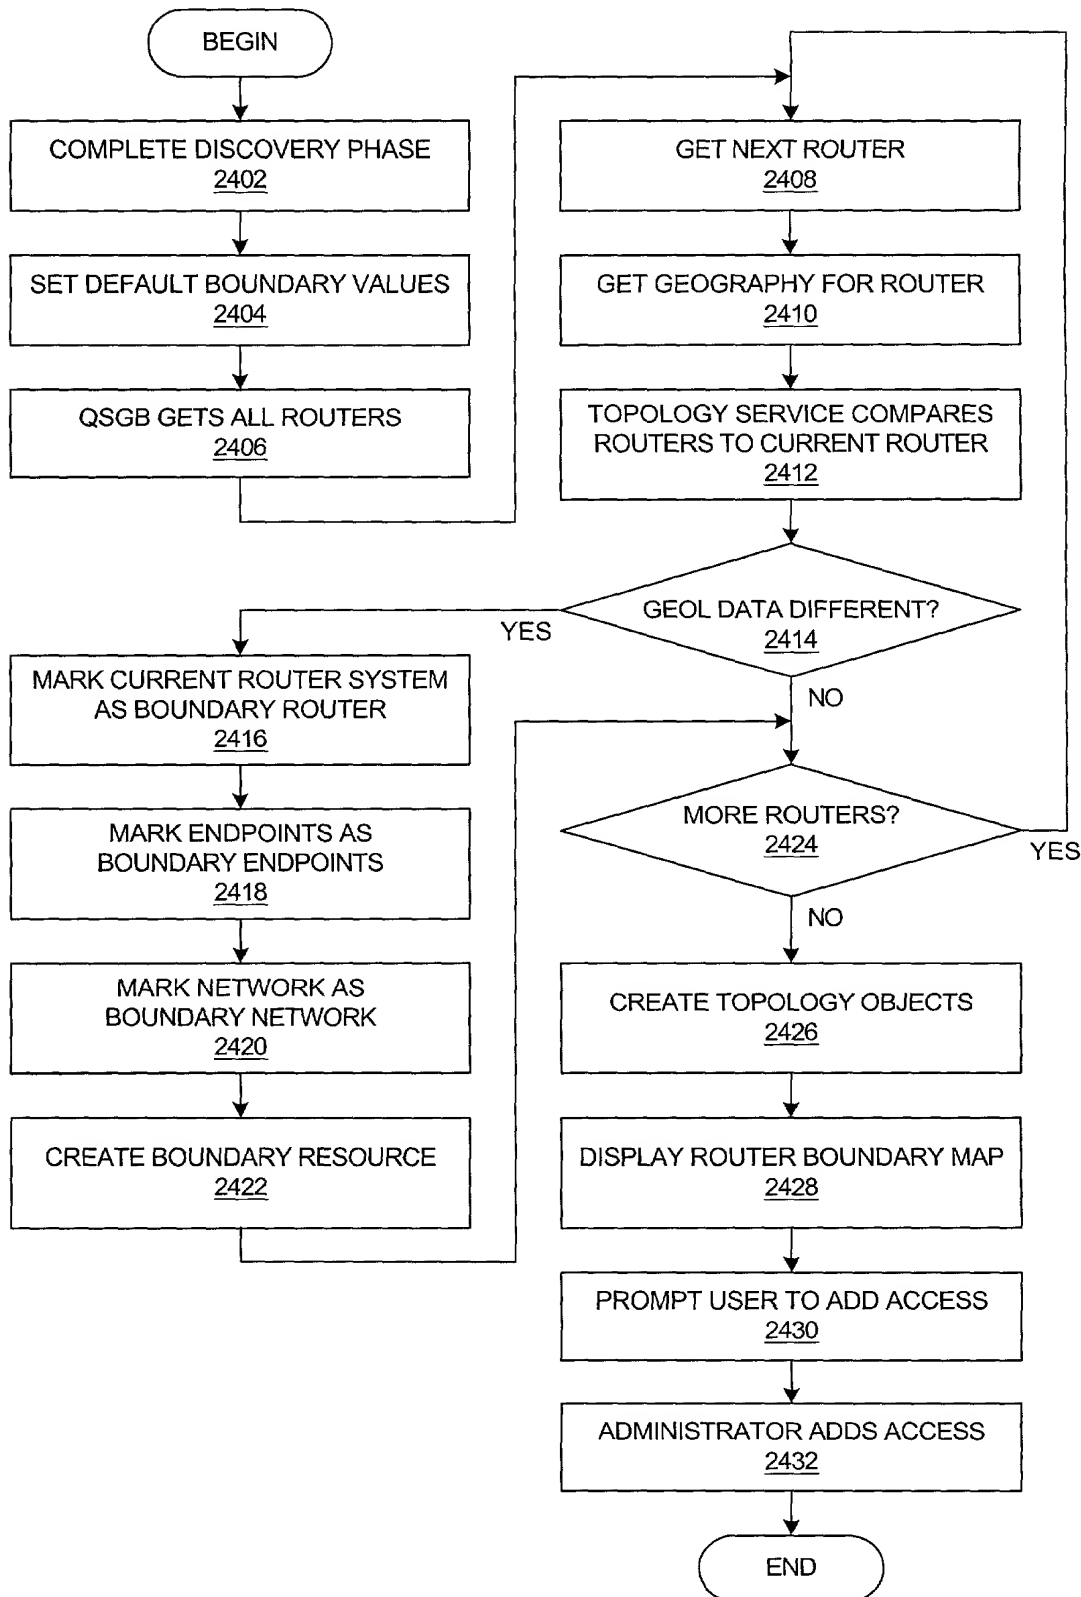 BEGIN
COMPLETE DISCOVERY PHASE
2402
SET DEFAULT BOUNDARY VALUES
2404
QSGB GETS ALL ROUTERS
2406
GET NEXT ROUTER
2408
GET GEOGRAPHY FOR ROUTER
2410
TOPOLOGY SERVICE COMPARES
ROUTERS TO CURRENT ROUTER
2412
GEOL DATA DIFFERENT?
2414
YES
NO
MARK CURRENT ROUTER SYSTEM
AS BOUNDARY ROUTER
2416
MARK ENDPOINTS AS
BOUNDARY ENDPOINTS
2418
MARK NETWORK AS
BOUNDARY NETWORK
2420
CREATE BOUNDARY RESOURCE
2422
MORE ROUTERS?
2424
YES
NO
CREATE TOPOLOGY OBJECTS
2426
DISPLAY ROUTER BOUNDARY MAP
2428
PROMPT USER TO ADD ACCESS
2430
ADMINISTRATOR ADDS ACCESS
2432
END